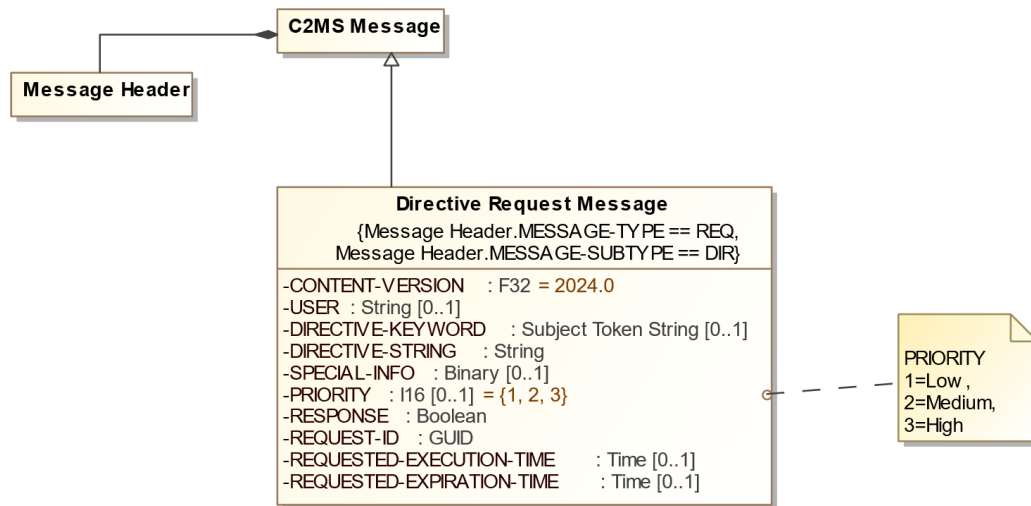 C2MS Message
Message Header
Directive Request Message
{Message Header.MESSAGE-TYPE == REQ,
Message Header.MESSAGE-SUBTYPE == DIR}
-CONTENT-VERSION : F32 = 2024.0
-USER : String [0..1]
-DIRECTIVE-KEYWORD : Subject Token String [0..1]
-DIRECTIVE-STRING : String
-SPECIAL-INFO : Binary [0..1]
-PRIORITY : I16 [0..1] = {1, 2, 3}
-RESPONSE : Boolean
-REQUEST-ID : GUID
-REQUESTED-EXECUTION-TIME : Time [0..1]
-REQUESTED-EXPIRATION-TIME : Time [0..1]
PRIORITY
1=Low ,
2=Medium,
3=High